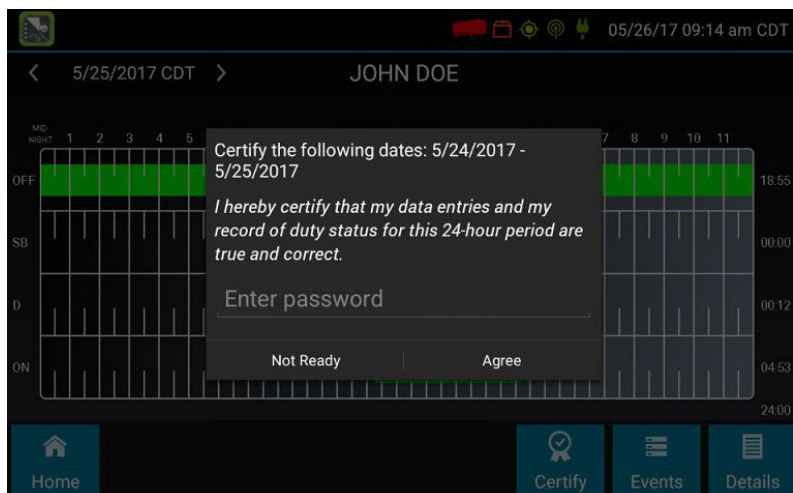 05/26/17 09:14 am CDT
5/25/2017 CDT
JOHN DOE
MID-
NIGHT 1 2 3 4 5 7 8 9 10 11
Certify the following dates: 5/24/2017 -
5/25/2017
I hereby certify that my data entries and my
record of duty status for this 24-hour period are
true and correct.
Enter password
Not Ready Agree
OFF 18:55
SB 00:00
D 00:12
ON 04:53
24:00
Home Certify Events Details